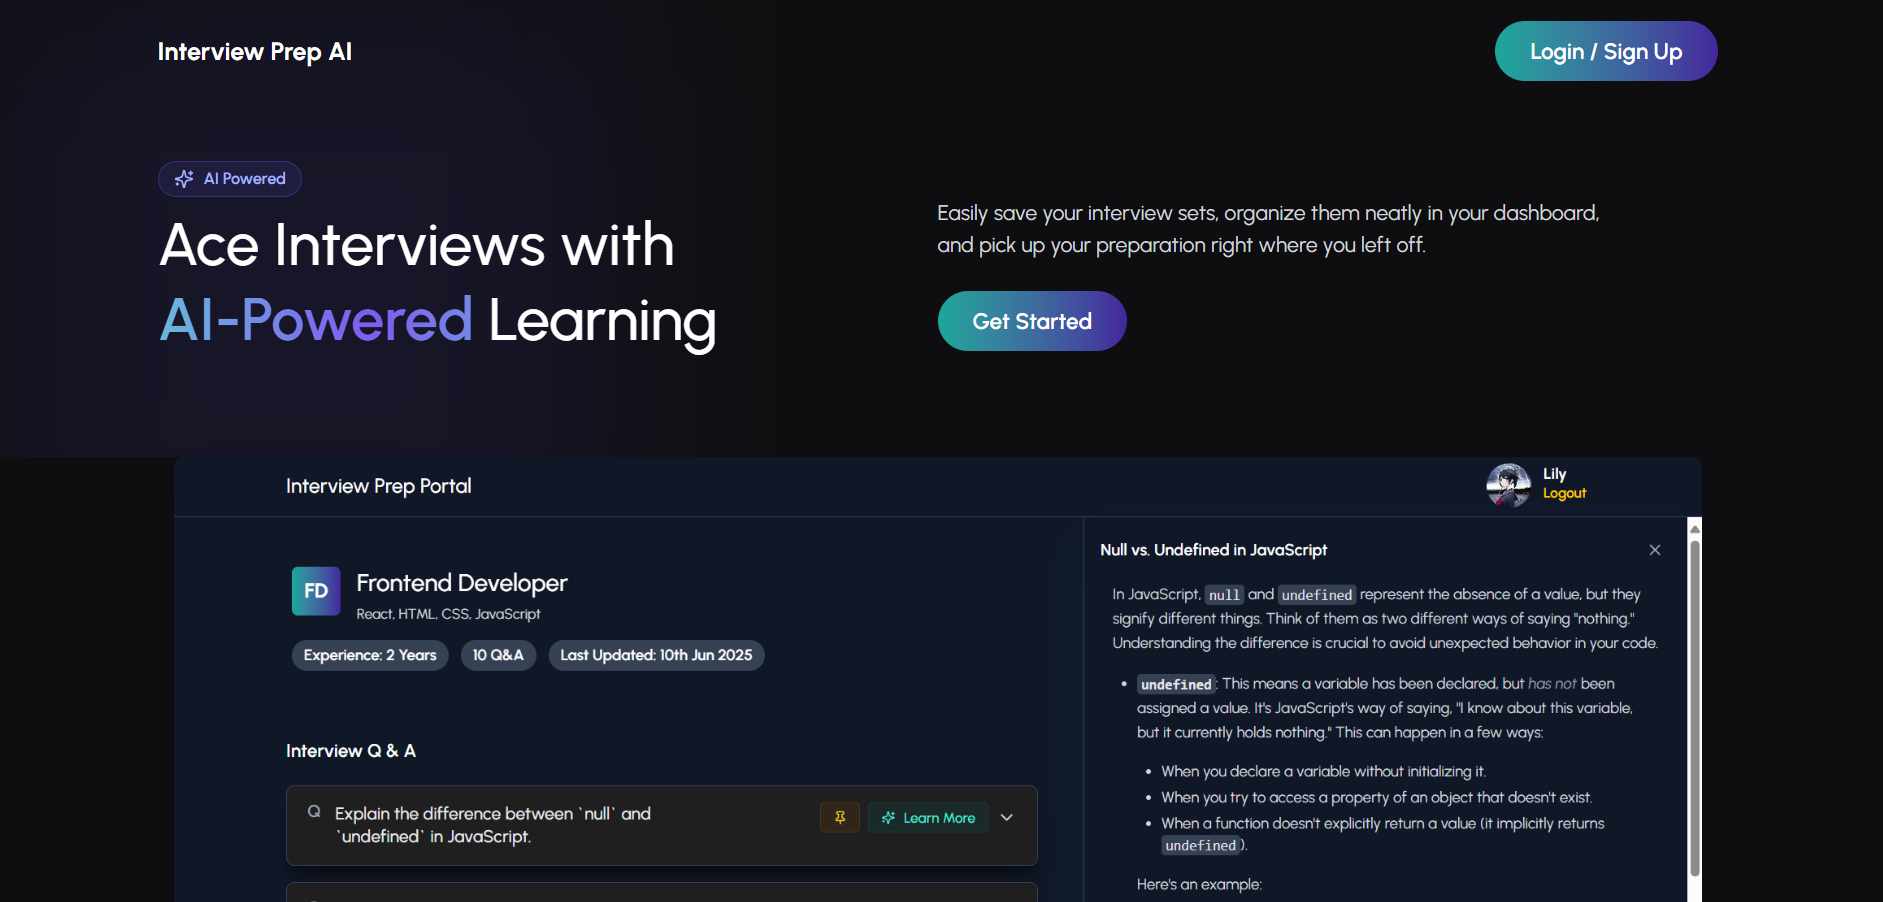 Interview Prep AI
Login / Sign Up
AI Powered
Ace Interviews with
AI-Powered Learning
Easily save your interview sets, organize them neatly in your dashboard,
and pick up your preparation right where you left off.
Get Started
Interview Prep Portal
Lily
Logout
FD
Frontend Developer
React, HTML, CSS, JavaScript
Experience: 2 Years
10 Q&A
Last Updated: 10th Jun 2025
Interview Q & A
Q
Explain the difference between `null` and
`undefined` in JavaScript.
Learn More
Null vs. Undefined in JavaScript
In JavaScript, null and undefined represent the absence of a value, but they
signify different things. Think of them as two different ways of saying "nothing."
Understanding the difference is crucial to avoid unexpected behavior in your code.
• undefined: This means a variable has been declared, but has not been
assigned a value. It's JavaScript's way of saying, "I know about this variable,
but it currently holds nothing." This can happen in a few ways:
• When you declare a variable without initializing it.
• When you try to access a property of an object that doesn't exist.
• When a function doesn't explicitly return a value (it implicitly returns
undefined).
Here's an example: